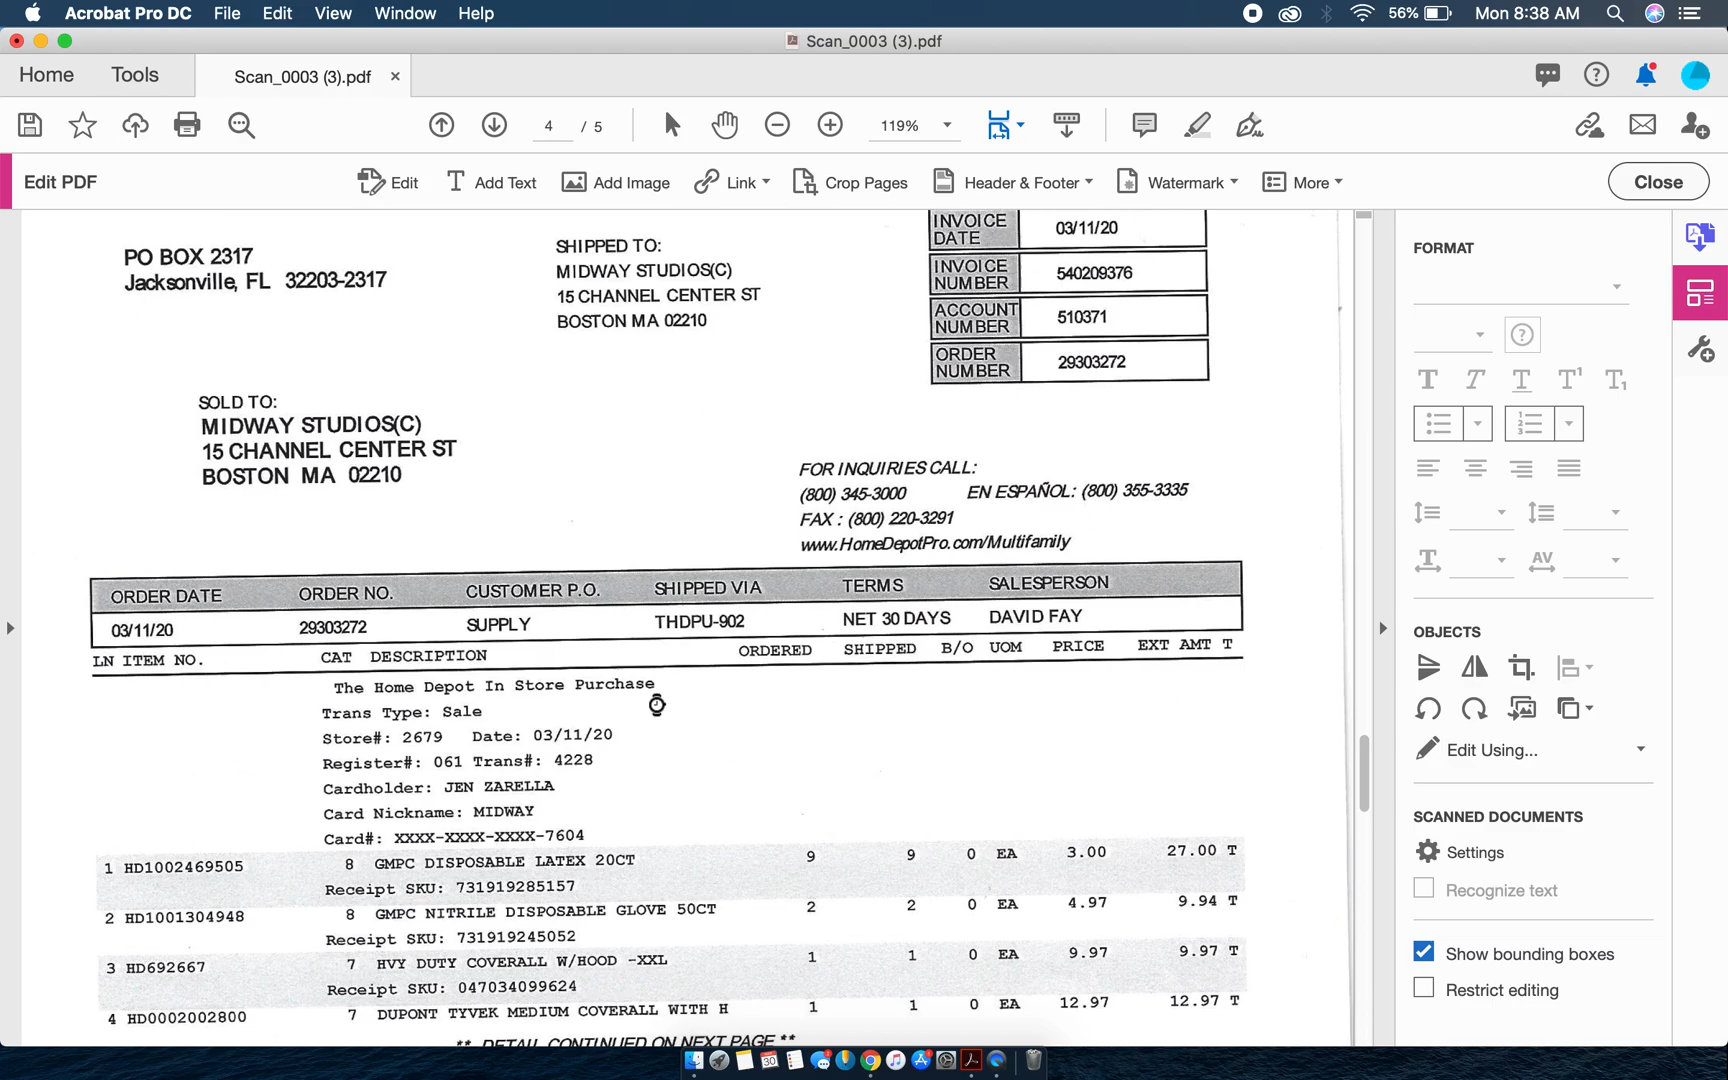 Acrobat Pro DC File Edit View Window Help 56% Mon 8:38 AM
Scan_0003 (3).pdf
Home Tools Scan_0003 (3).pdf ×
4 / 5 119%
Edit PDF Edit Add Text Add Image Link Crop Pages Header & Footer Watermark More Close
PO BOX 2317
Jacksonville, FL 32203-2317
SHIPPED TO:
MIDWAY STUDIOS(C)
15 CHANNEL CENTER ST
BOSTON MA 02210
INVOICE DATE 03/11/20
INVOICE NUMBER 540209376
ACCOUNT NUMBER 510371
ORDER NUMBER 29303272
SOLD TO:
MIDWAY STUDIOS(C)
15 CHANNEL CENTER ST
BOSTON MA 02210
FOR INQUIRIES CALL:
(800) 345-3000 EN ESPAÑOL: (800) 355-3335
FAX : (800) 220-3291
www.HomeDepotPro.com/Multifamily
ORDER DATE ORDER NO. CUSTOMER P.O. SHIPPED VIA TERMS SALESPERSON
03/11/20 29303272 SUPPLY THDPU-902 NET 30 DAYS DAVID FAY
LN ITEM NO. CAT DESCRIPTION ORDERED SHIPPED B/O UOM PRICE EXT AMT T
The Home Depot In Store Purchase
Trans Type: Sale
Store#: 2679 Date: 03/11/20
Register#: 061 Trans#: 4228
Cardholder: JEN ZARELLA
Card Nickname: MIDWAY
Card#: XXXX-XXXX-XXXX-7604
1 HD1002469505 8 GMPC DISPOSABLE LATEX 20CT 9 9 0 EA 3.00 27.00 T
Receipt SKU: 731919285157
2 HD1001304948 8 GMPC NITRILE DISPOSABLE GLOVE 50CT 2 2 0 EA 4.97 9.94 T
Receipt SKU: 731919245052
3 HD692667 7 HVY DUTY COVERALL W/HOOD -XXL 1 1 0 EA 9.97 9.97 T
Receipt SKU: 047034099624
4 HD0002002800 7 DUPONT TYVEK MEDIUM COVERALL WITH H 1 1 0 EA 12.97 12.97 T
** DETAIL CONTINUED ON NEXT PAGE **
FORMAT
OBJECTS
Edit Using...
SCANNED DOCUMENTS
Settings
Recognize text
Show bounding boxes
Restrict editing
30